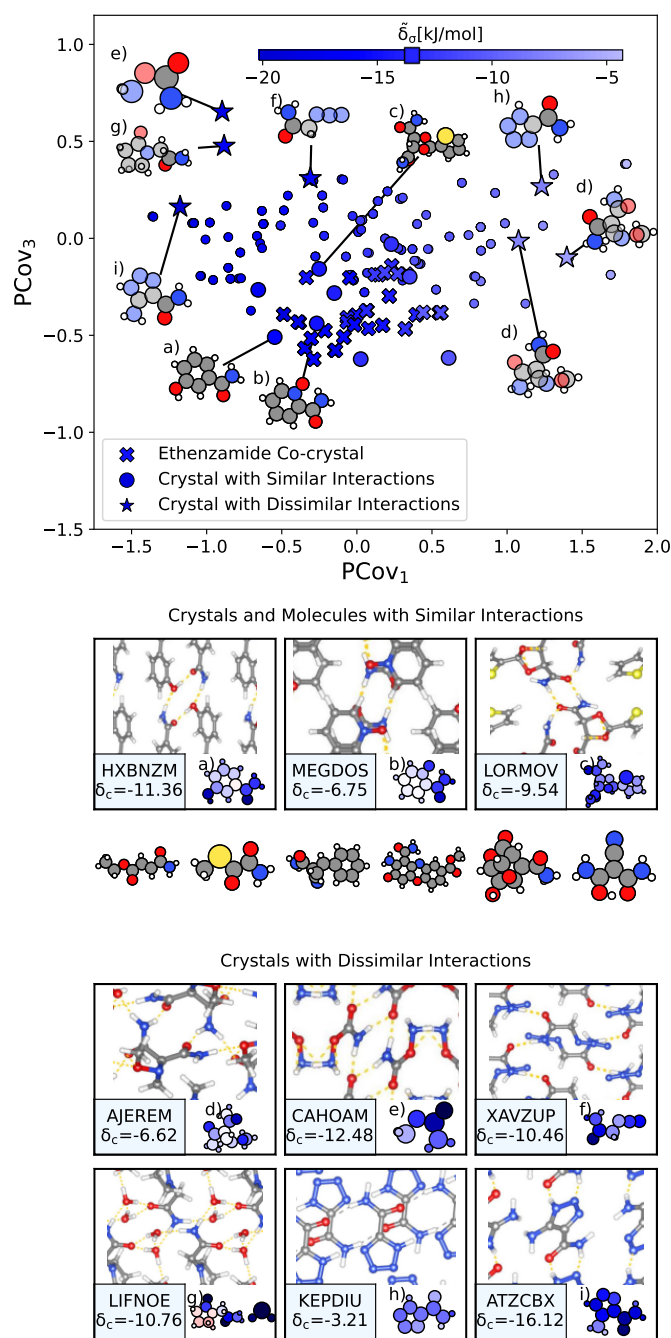 δ̃σ[kJ/mol]
−20 −15 −10 −5
e)
f)
c)
h)
g)
d)
i)
a)
b)
d)
1.0
0.5
0.0
−0.5
−1.0
−1.5
PCov3
−1.5 −1.0 −0.5 0.0 0.5 1.0 1.5 2.0
PCov1
Ethenzamide Co-crystal
Crystal with Similar Interactions
Crystal with Dissimilar Interactions
Crystals and Molecules with Similar Interactions
a)
HXBNZM
δc=-11.36
b)
MEGDOS
δc=-6.75
c)
LORMOV
δc=-9.54
Crystals with Dissimilar Interactions
d)
AJEREM
δc=-6.62
e)
CAHOAM
δc=-12.48
f)
XAVZUP
δc=-10.46
g)
LIFNOE
δc=-10.76
h)
KEPDIU
δc=-3.21
i)
ATZCBX
δc=-16.12